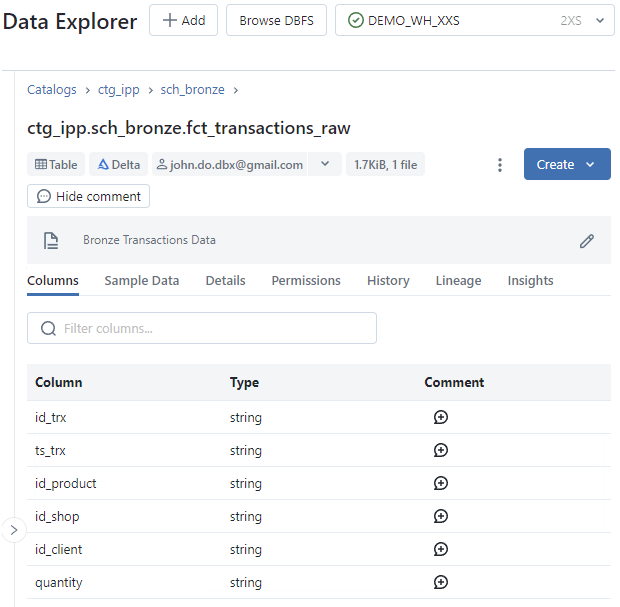 Data Explorer
Add
Browse DBFS
DEMO_WH_XXS 2XS
Catalogs > ctg_ipp > sch_bronze >
ctg_ipp.sch_bronze.fct_transactions_raw
Table Delta john.do.dbx@gmail.com 1.7KiB, 1 file
Create
Hide comment
Bronze Transactions Data
Columns Sample Data Details Permissions History Lineage Insights
Filter columns...
Column Type Comment
id_trx string
ts_trx string
id_product string
id_shop string
id_client string
quantity string